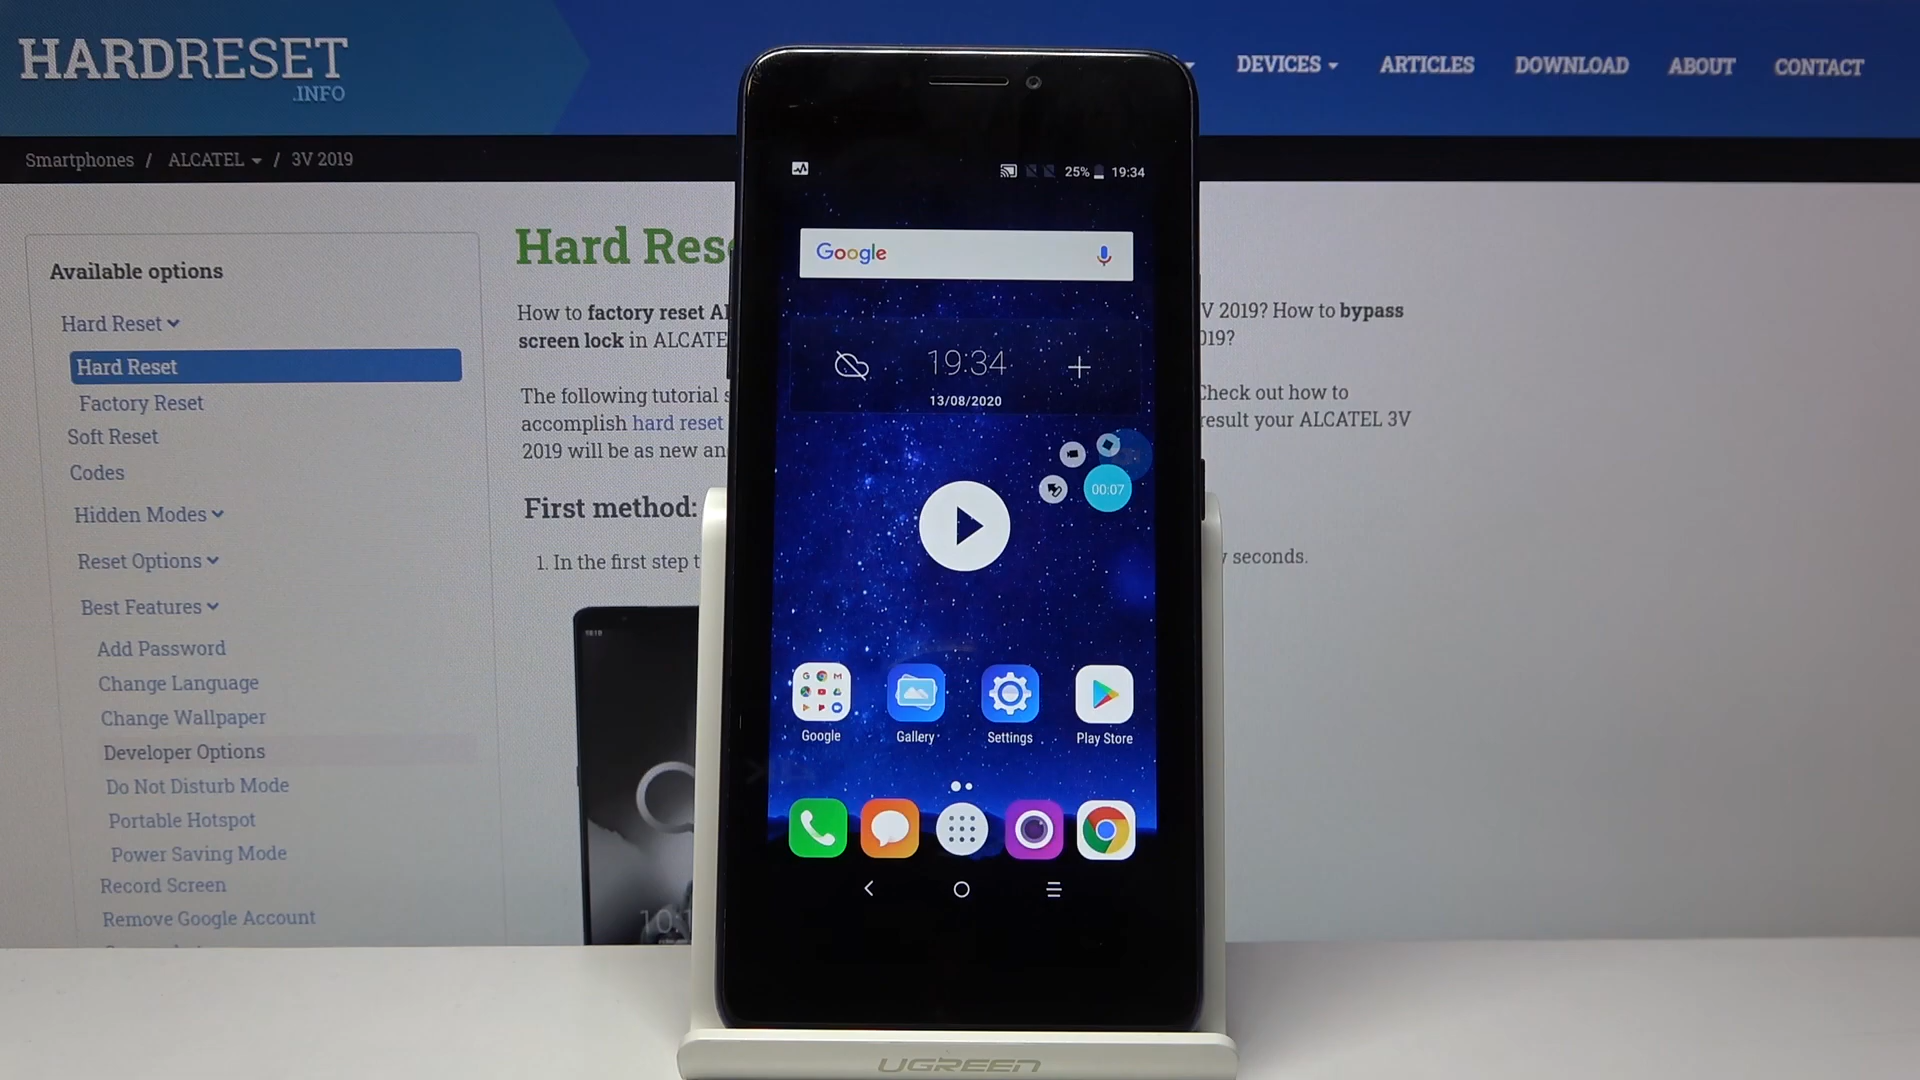 HARDRESET
.INFO
DEVICES
ARTICLES
DOWNLOAD
ABOUT
CONTACT
Smartphones / ALCATEL / 3V 2019
Available options
Hard Reset
Hard Reset
Factory Reset
Soft Reset
Codes
Hidden Modes
Reset Options
Best Features
Add Password
Change Language
Change Wallpaper
Developer Options
Do Not Disturb Mode
Portable Hotspot
Power Saving Mode
Record Screen
Remove Google Account
Hard
How to factory reset
V 2019? How to bypass
screen lock in
The following tutorial
Check out how to
accomplish hard reset
result your ALCATEL 3V
2019 will be as new
First method:
1. In the first step
seconds.
25% 19:34
Google
19:34
13/08/2020
00:07
Google
Gallery
Settings
Play Store
UGREEN